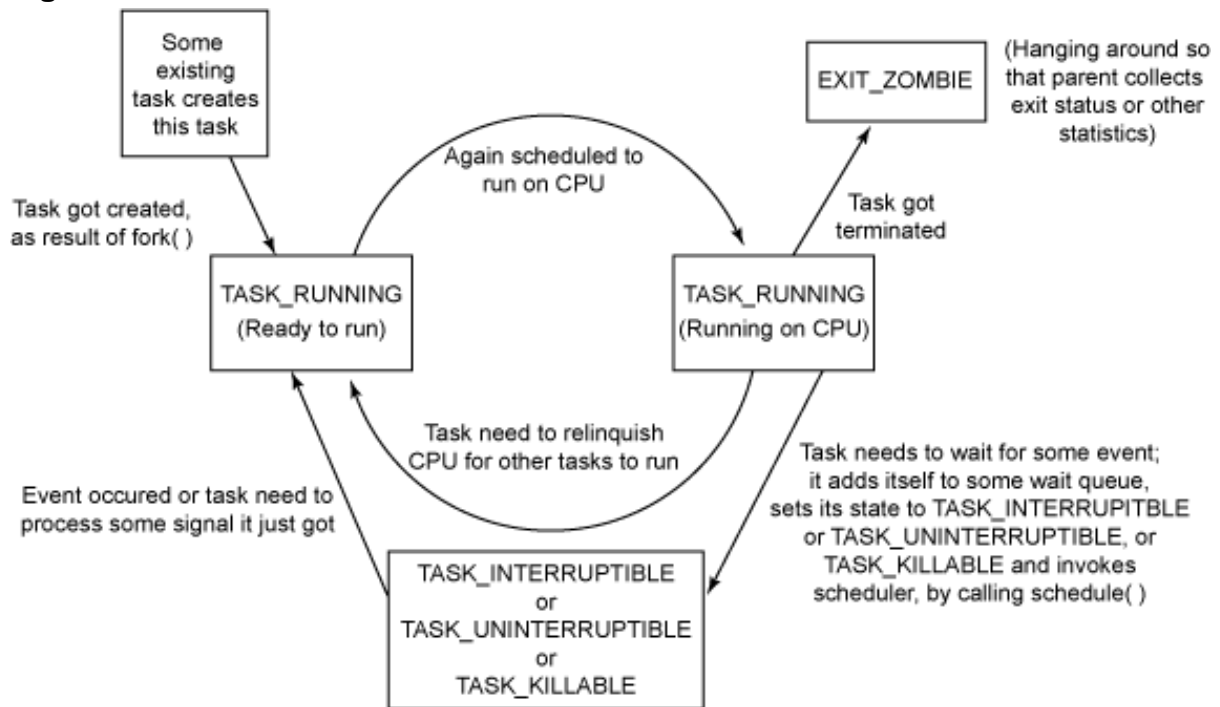 Some
existing
task creates
this task
EXIT_ZOMBIE
(Hanging around so
that parent collects
exit status or other
statistics)
Again scheduled to
run on CPU
Task got created,
as result of fork( )
Task got
terminated
TASK_RUNNING
(Ready to run)
TASK_RUNNING
(Running on CPU)
Task need to relinquish
CPU for other tasks to run
Event occured or task need to
process some signal it just got
Task needs to wait for some event;
it adds itself to some wait queue,
sets its state to TASK_INTERRUPITBLE
or TASK_UNINTERRUPTIBLE, or
TASK_KILLABLE and invokes
scheduler, by calling schedule( )
TASK_INTERRUPTIBLE
or
TASK_UNINTERRUPTIBLE
or
TASK_KILLABLE